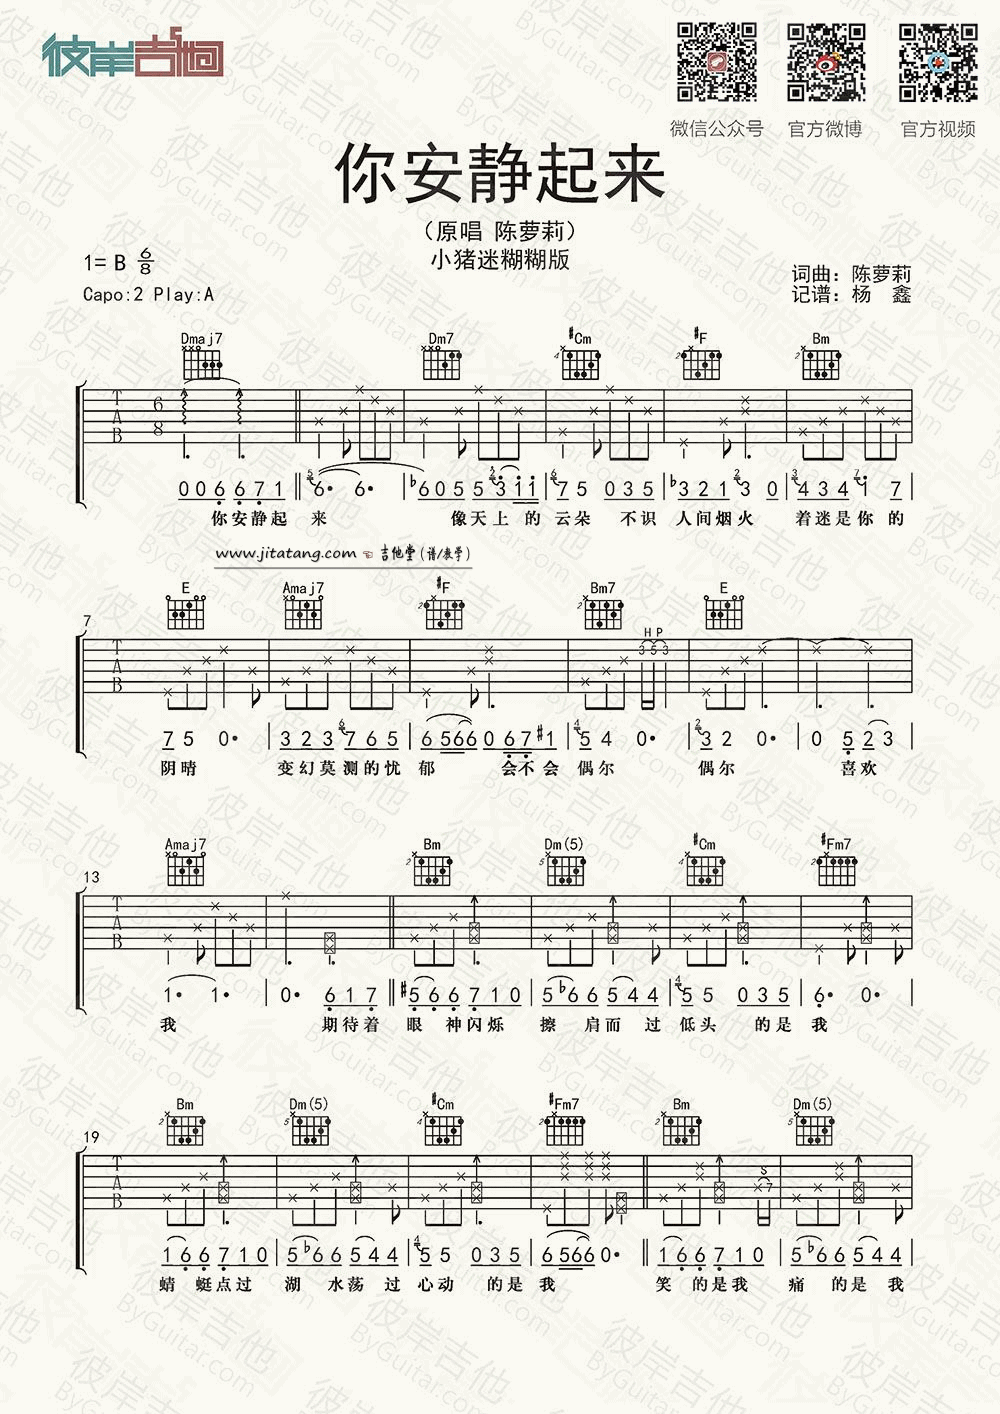 彼岸吉他
微信公众号 官方微博 官方视频
你安静起来
（原唱 陈萝莉）
小猪迷糊糊版
1= B 6/8
Capo:2 Play:A
词曲：陈萝莉
记谱：杨 鑫
Dmaj7 Dm7 #Cm #F Bm
T A B 6 8
0 0 6 6 7 1 6· 6· b6 0 5 5 3 1 1 7 5 0 3 5 b3 2 1 3 0 4 3 4 1 7
你安静起 来 像天上 的 云朵 不识 人间烟火 着迷是你 的
www.jitatang.com 吉他堂（谱/教学）
E Amaj7 #F Bm7 E
7
T A B H P 3 5 3
7 5 0· 3 2 3 7 6 5 6 5 6 6 0 6 7 #1 5 4 0· 3 2 0· 0 5 2 3
阴晴 变幻莫测的忧 郁 会不会 偶尔 偶尔 喜欢
Amaj7 Bm Dm(5) #Cm #Fm7
13
T A B
1· 1· 0· 6 1 7 #5 6 6 7 1 0 5 b6 6 5 4 4 5 5 0 3 5 6· 0·
我 期待着 眼 神闪烁 擦 肩而 过 低头 的是 我
Bm Dm(5) #Cm #Fm7 Bm Dm(5)
19
T A B S 7
1 6 6 7 1 0 5 b6 6 5 4 4 5 5 0 3 5 6 5 6 6 0· 1 6 6 7 1 0 5 b6 6 5 4 4
蜻 蜓点过 湖 水荡 过 心动 的是 我 笑 的是我 痛 的是 我